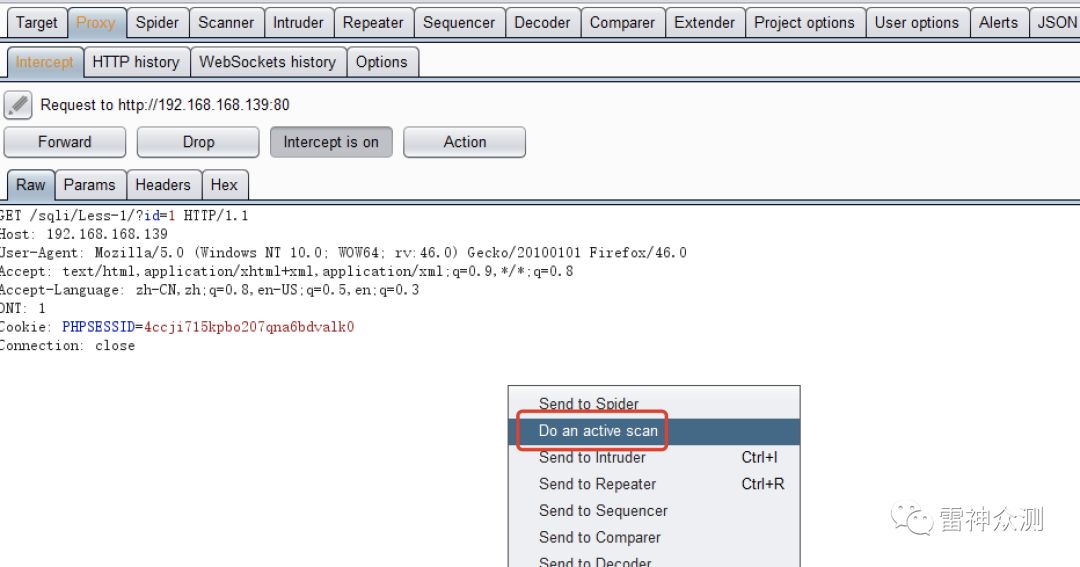 Target Proxy Spider Scanner Intruder Repeater Sequencer Decoder Comparer Extender Project options User options Alerts JSON
Intercept HTTP history WebSockets history Options
Request to http://192.168.168.139:80
Forward Drop Intercept is on Action
Raw Params Headers Hex
GET /sqli/Less-1/?id=1 HTTP/1.1
Host: 192.168.168.139
User-Agent: Mozilla/5.0 (Windows NT 10.0; WOW64; rv:46.0) Gecko/20100101 Firefox/46.0
Accept: text/html,application/xhtml+xml,application/xml;q=0.9,*/*;q=0.8
Accept-Language: zh-CN,zh;q=0.8,en-US;q=0.5,en;q=0.3
DNT: 1
Cookie: PHPSESSID=4ccji715kpbo207qna6bdvalk0
Connection: close
Send to Spider
Do an active scan
Send to Intruder Ctrl+I
Send to Repeater Ctrl+R
Send to Sequencer
Send to Comparer
Send to Decoder
雷神众测